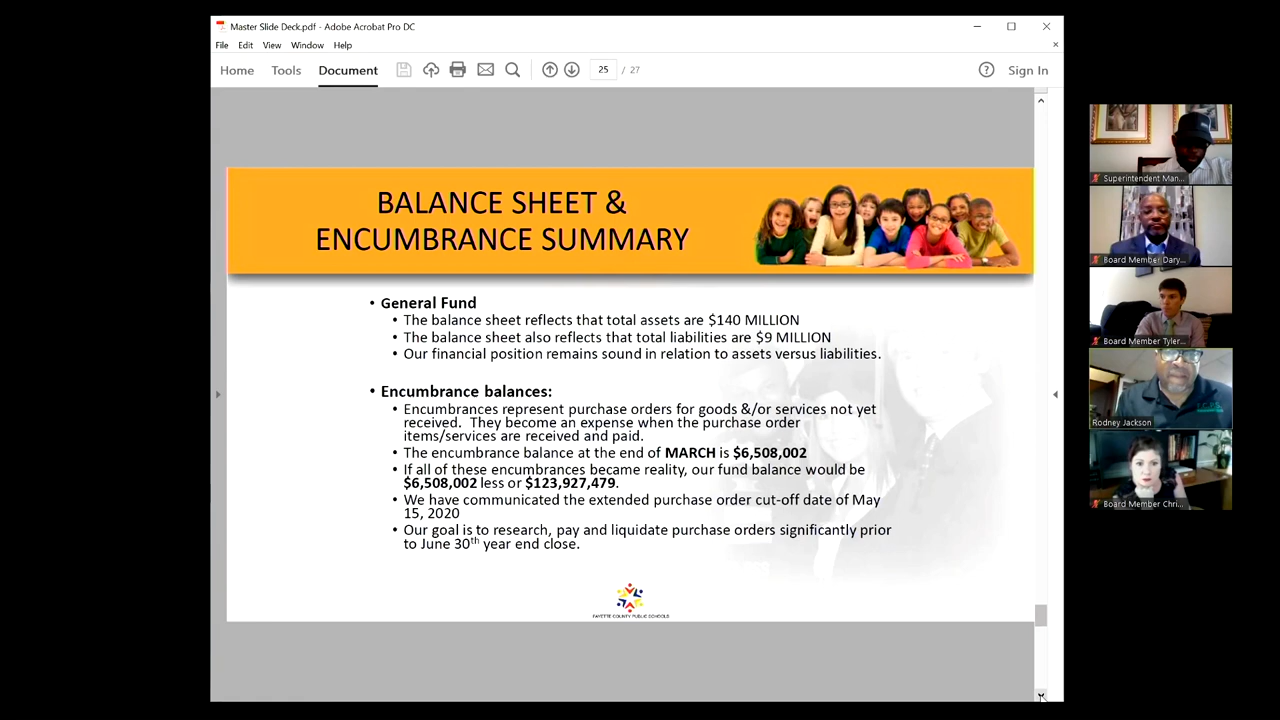 Master Slide Deck.pdf - Adobe Acrobat Pro DC
File Edit View Window Help
Home Tools Document 25 / 27 Sign In
BALANCE SHEET &
ENCUMBRANCE SUMMARY
• General Fund
• The balance sheet reflects that total assets are $140 MILLION
• The balance sheet also reflects that total liabilities are $9 MILLION
• Our financial position remains sound in relation to assets versus liabilities.
• Encumbrance balances:
• Encumbrances represent purchase orders for goods &/or services not yet
received. They become an expense when the purchase order
items/services are received and paid.
• The encumbrance balance at the end of MARCH is $6,508,002
• If all of these encumbrances became reality, our fund balance would be
$6,508,002 less or $123,927,479.
• We have communicated the extended purchase order cut-off date of May
15, 2020
• Our goal is to research, pay and liquidate purchase orders significantly prior
to June 30th year end close.
FAYETTE COUNTY PUBLIC SCHOOLS
Superintendent Man...
Board Member Dary...
Board Member Tyler...
Rodney Jackson
Board Member Chri...